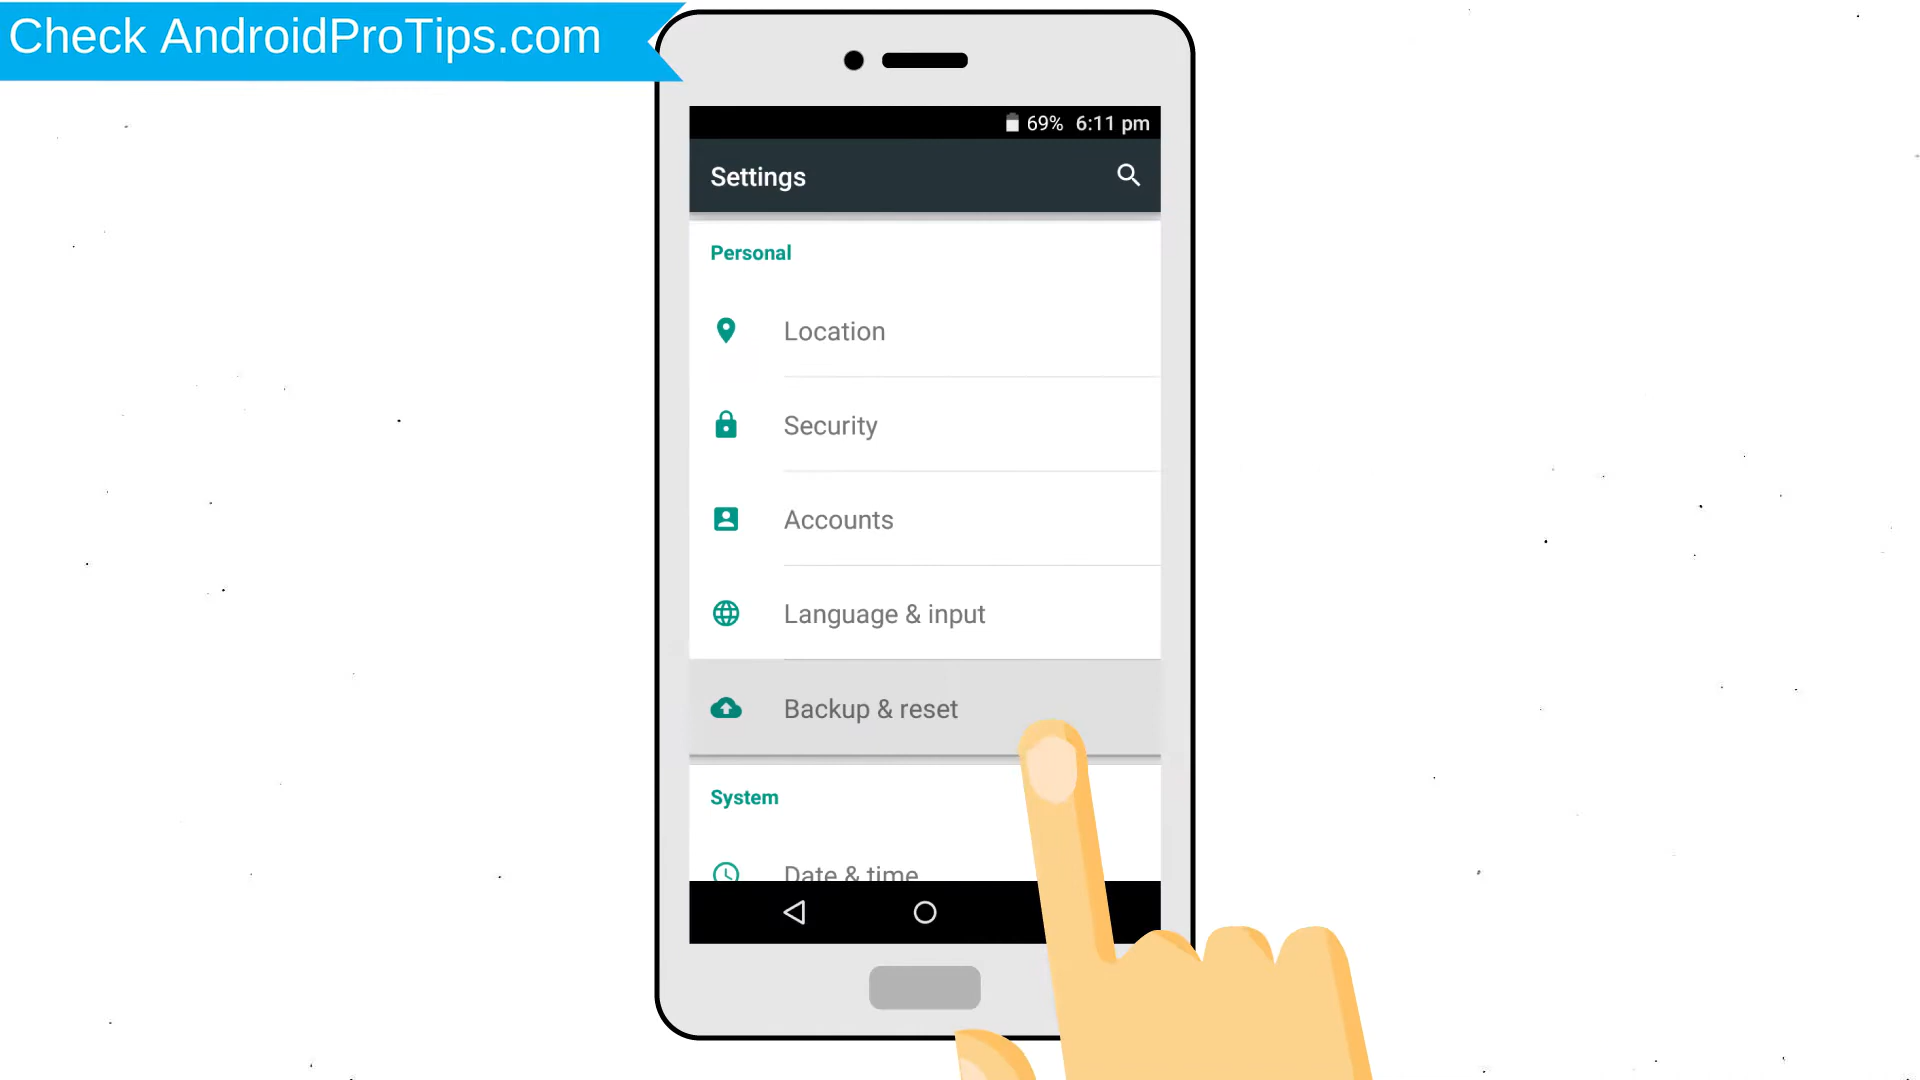 Check AndroidProTips.com
69% 6:11 pm
Settings
Personal
Location
Security
Accounts
Language & input
Backup & reset
System
Date & time